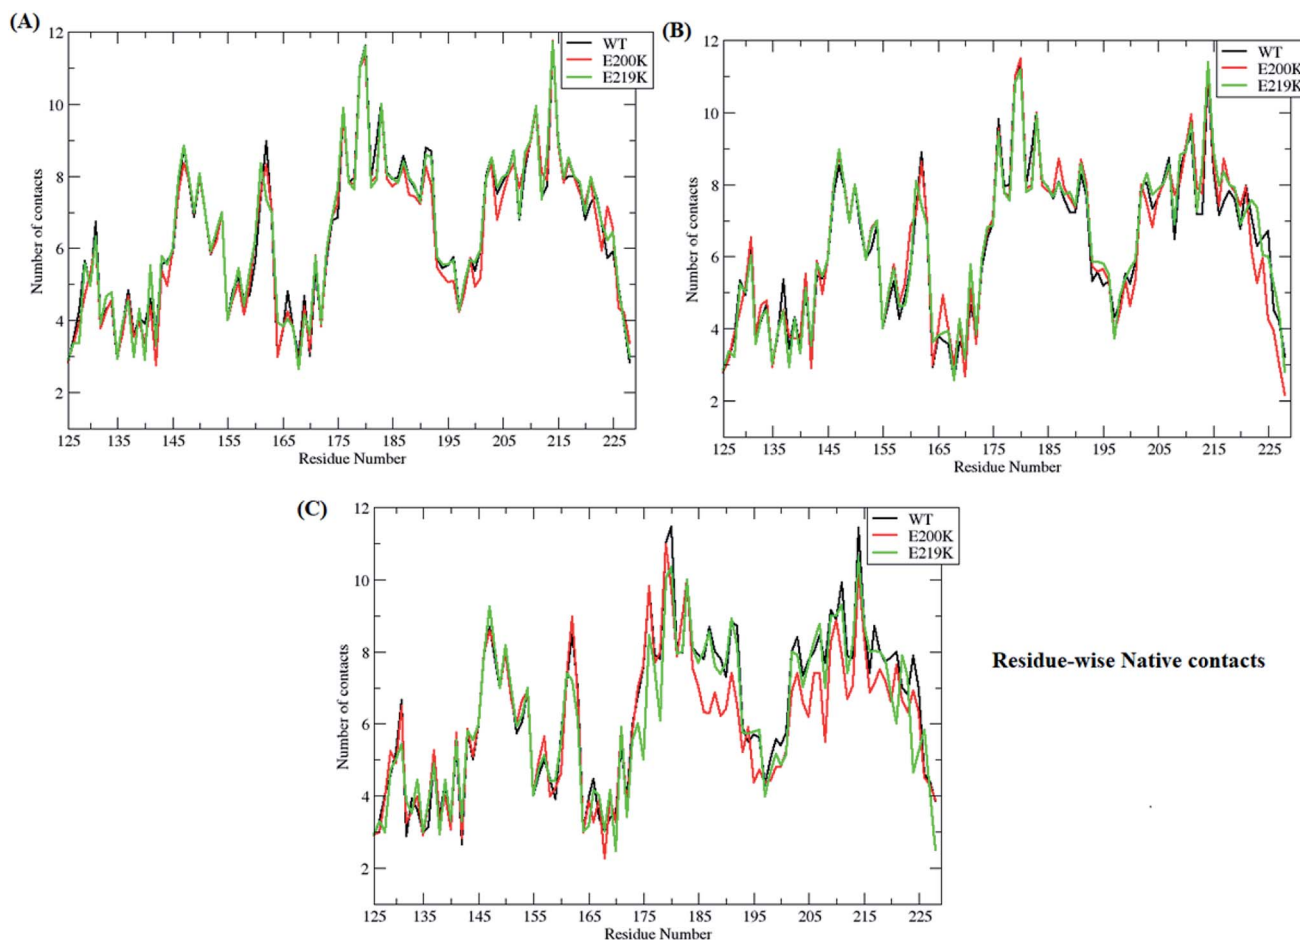 (A)
WT
E200K
E219K
12
10
8
6
4
2
Number of contacts
125 135 145 155 165 175 185 195 205 215 225
Residue Number
(B)
WT
E200K
E219K
12
10
8
6
4
2
Number of contacts
125 135 145 155 165 175 185 195 205 215 225
Residue Number
(C)
WT
E200K
E219K
12
10
8
6
4
2
Number of contacts
125 135 145 155 165 175 185 195 205 215 225
Residue Number
Residue-wise Native contacts